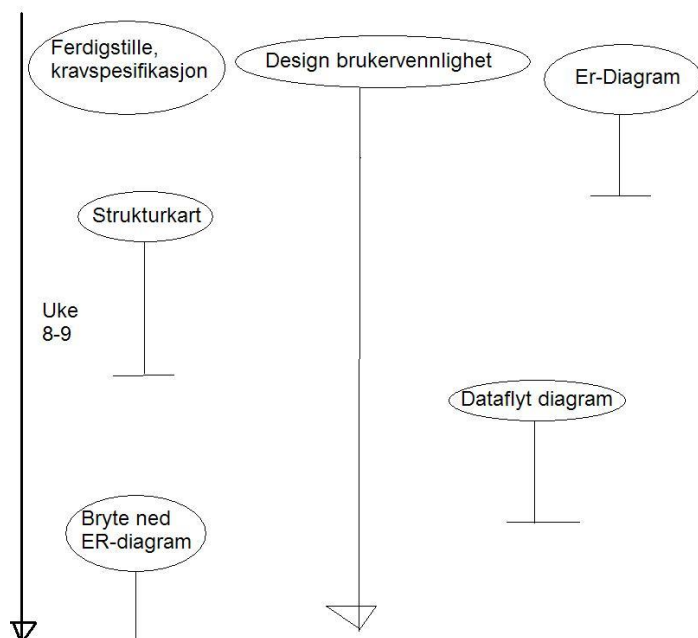 Ferdigstille,
kravspesifikasjon
Design brukervennlighet
Er-Diagram
Strukturkart
Uke
8-9
Dataflyt diagram
Bryte ned
ER-diagram